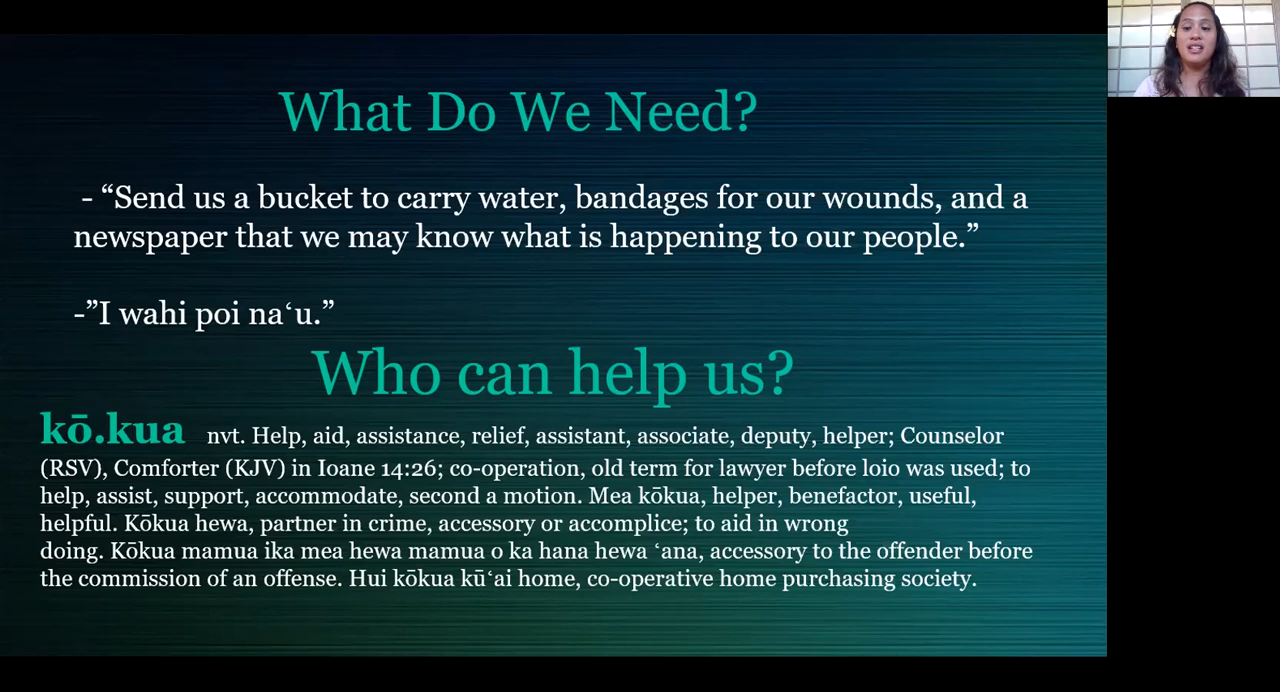 What Do We Need?
- “Send us a bucket to carry water, bandages for our wounds, and a
newspaper that we may know what is happening to our people.”
-”I wahi poi naʻu.”
Who can help us?
kō.kua nvt. Help, aid, assistance, relief, assistant, associate, deputy, helper; Counselor
(RSV), Comforter (KJV) in Ioane 14:26; co-operation, old term for lawyer before loio was used; to
help, assist, support, accommodate, second a motion. Mea kōkua, helper, benefactor, useful,
helpful. Kōkua hewa, partner in crime, accessory or accomplice; to aid in wrong
doing. Kōkua mamua ika mea hewa mamua o ka hana hewa ʻana, accessory to the offender before
the commission of an offense. Hui kōkua kūʻai home, co-operative home purchasing society.